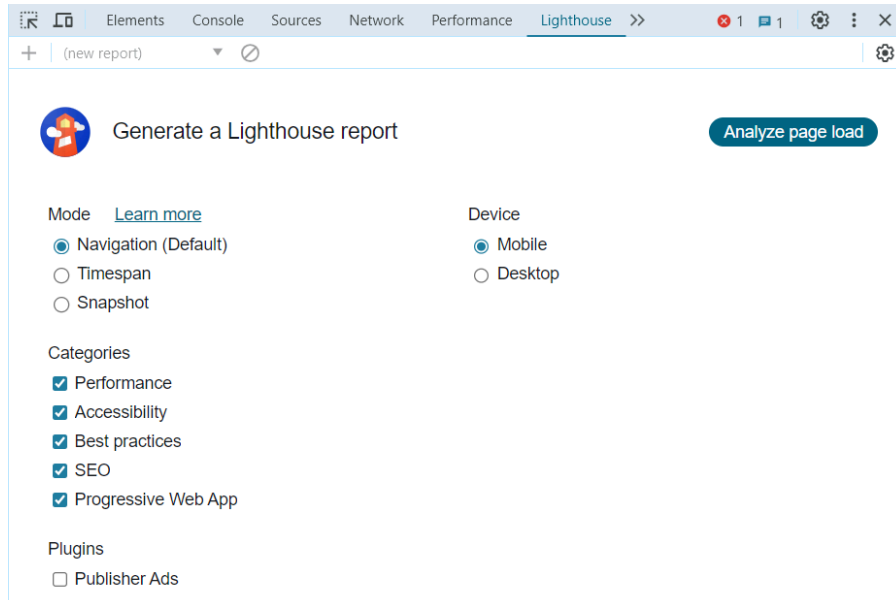 Elements Console Sources Network Performance Lighthouse 1 1
(new report)
Generate a Lighthouse report Analyze page load
Mode Learn more Device
Navigation (Default) Mobile
Timespan Desktop
Snapshot
Categories
Performance
Accessibility
Best practices
SEO
Progressive Web App
Plugins
Publisher Ads